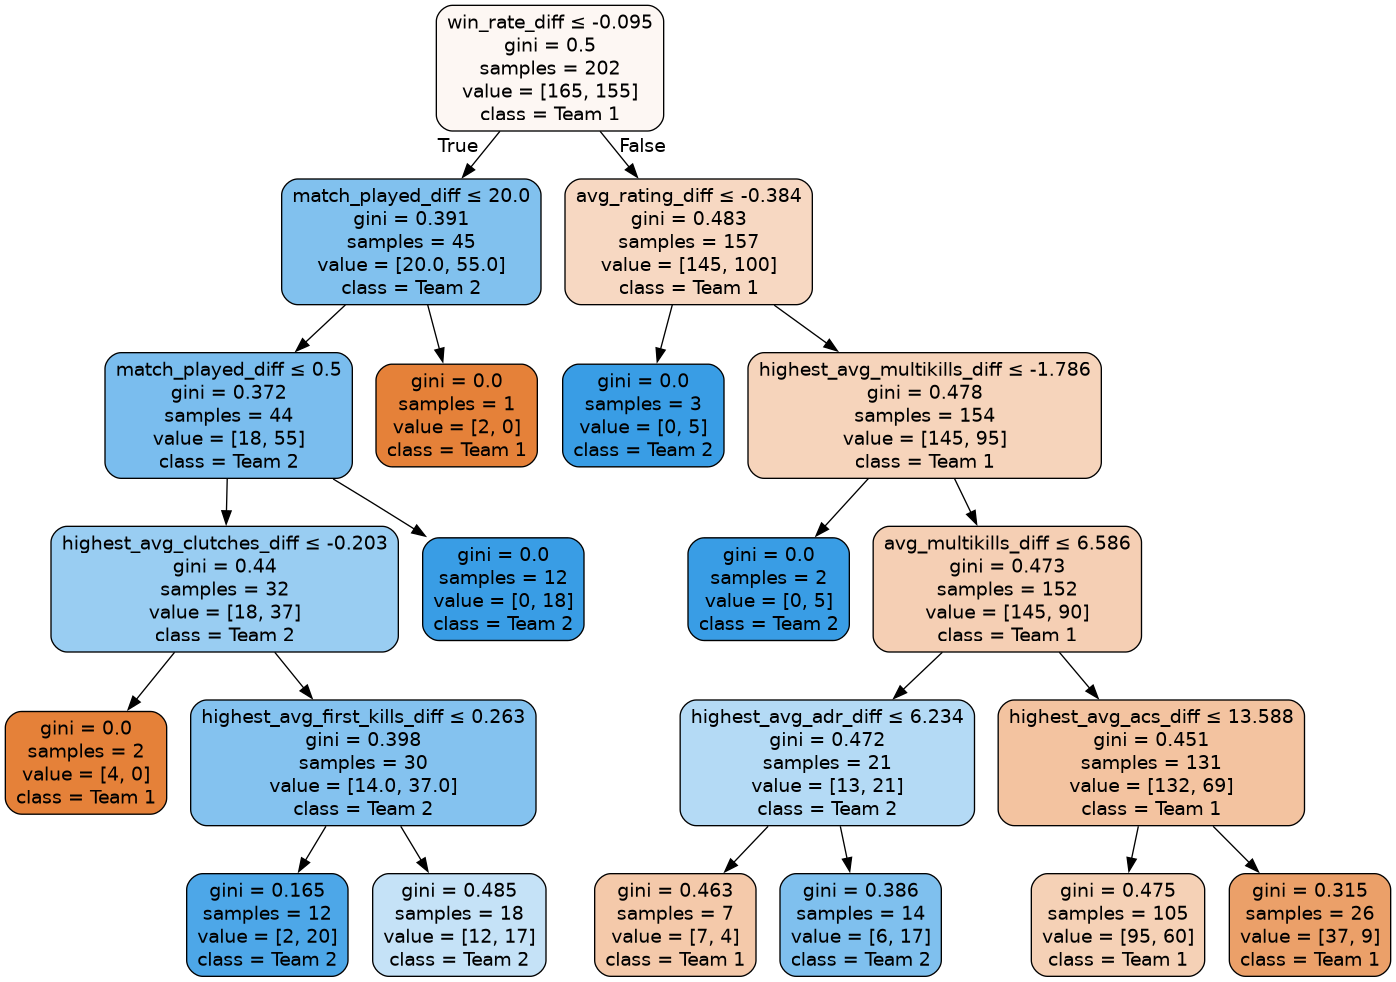 win_rate_diff ≤ -0.095
gini = 0.5
samples = 202
value = [165, 155]
class = Team 1
True
False
match_played_diff ≤ 20.0
gini = 0.391
samples = 45
value = [20.0, 55.0]
class = Team 2
avg_rating_diff ≤ -0.384
gini = 0.483
samples = 157
value = [145, 100]
class = Team 1
match_played_diff ≤ 0.5
gini = 0.372
samples = 44
value = [18, 55]
class = Team 2
gini = 0.0
samples = 1
value = [2, 0]
class = Team 1
gini = 0.0
samples = 3
value = [0, 5]
class = Team 2
highest_avg_multikills_diff ≤ -1.786
gini = 0.478
samples = 154
value = [145, 95]
class = Team 1
highest_avg_clutches_diff ≤ -0.203
gini = 0.44
samples = 32
value = [18, 37]
class = Team 2
gini = 0.0
samples = 12
value = [0, 18]
class = Team 2
gini = 0.0
samples = 2
value = [0, 5]
class = Team 2
avg_multikills_diff ≤ 6.586
gini = 0.473
samples = 152
value = [145, 90]
class = Team 1
gini = 0.0
samples = 2
value = [4, 0]
class = Team 1
highest_avg_first_kills_diff ≤ 0.263
gini = 0.398
samples = 30
value = [14.0, 37.0]
class = Team 2
highest_avg_adr_diff ≤ 6.234
gini = 0.472
samples = 21
value = [13, 21]
class = Team 2
highest_avg_acs_diff ≤ 13.588
gini = 0.451
samples = 131
value = [132, 69]
class = Team 1
gini = 0.165
samples = 12
value = [2, 20]
class = Team 2
gini = 0.485
samples = 18
value = [12, 17]
class = Team 2
gini = 0.463
samples = 7
value = [7, 4]
class = Team 1
gini = 0.386
samples = 14
value = [6, 17]
class = Team 2
gini = 0.475
samples = 105
value = [95, 60]
class = Team 1
gini = 0.315
samples = 26
value = [37, 9]
class = Team 1